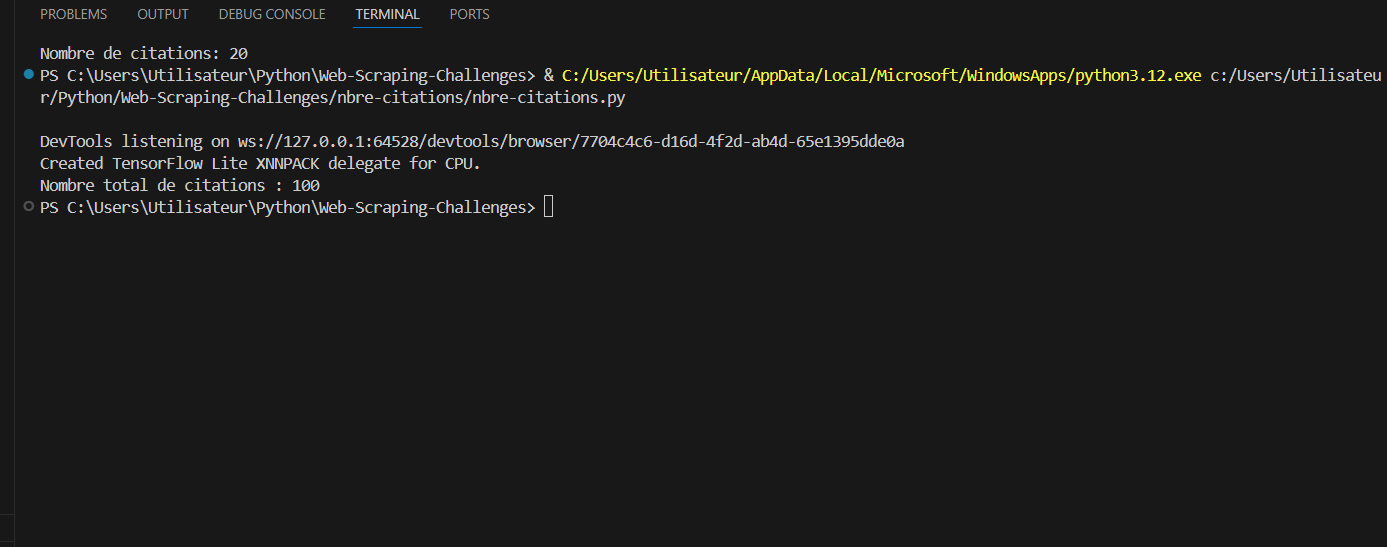 PROBLEMS OUTPUT DEBUG CONSOLE TERMINAL PORTS
Nombre de citations: 20
PS C:\Users\Utilisateur\Python\Web-Scraping-Challenges> & C:/Users/Utilisateur/AppData/Local/Microsoft/WindowsApps/python3.12.exe c:/Users/Utilisateu
r/Python/Web-Scraping-Challenges/nbre-citations/nbre-citations.py
DevTools listening on ws://127.0.0.1:64528/devtools/browser/7704c4c6-d16d-4f2d-ab4d-65e1395dde0a
Created TensorFlow Lite XNNPACK delegate for CPU.
Nombre total de citations : 100
PS C:\Users\Utilisateur\Python\Web-Scraping-Challenges>